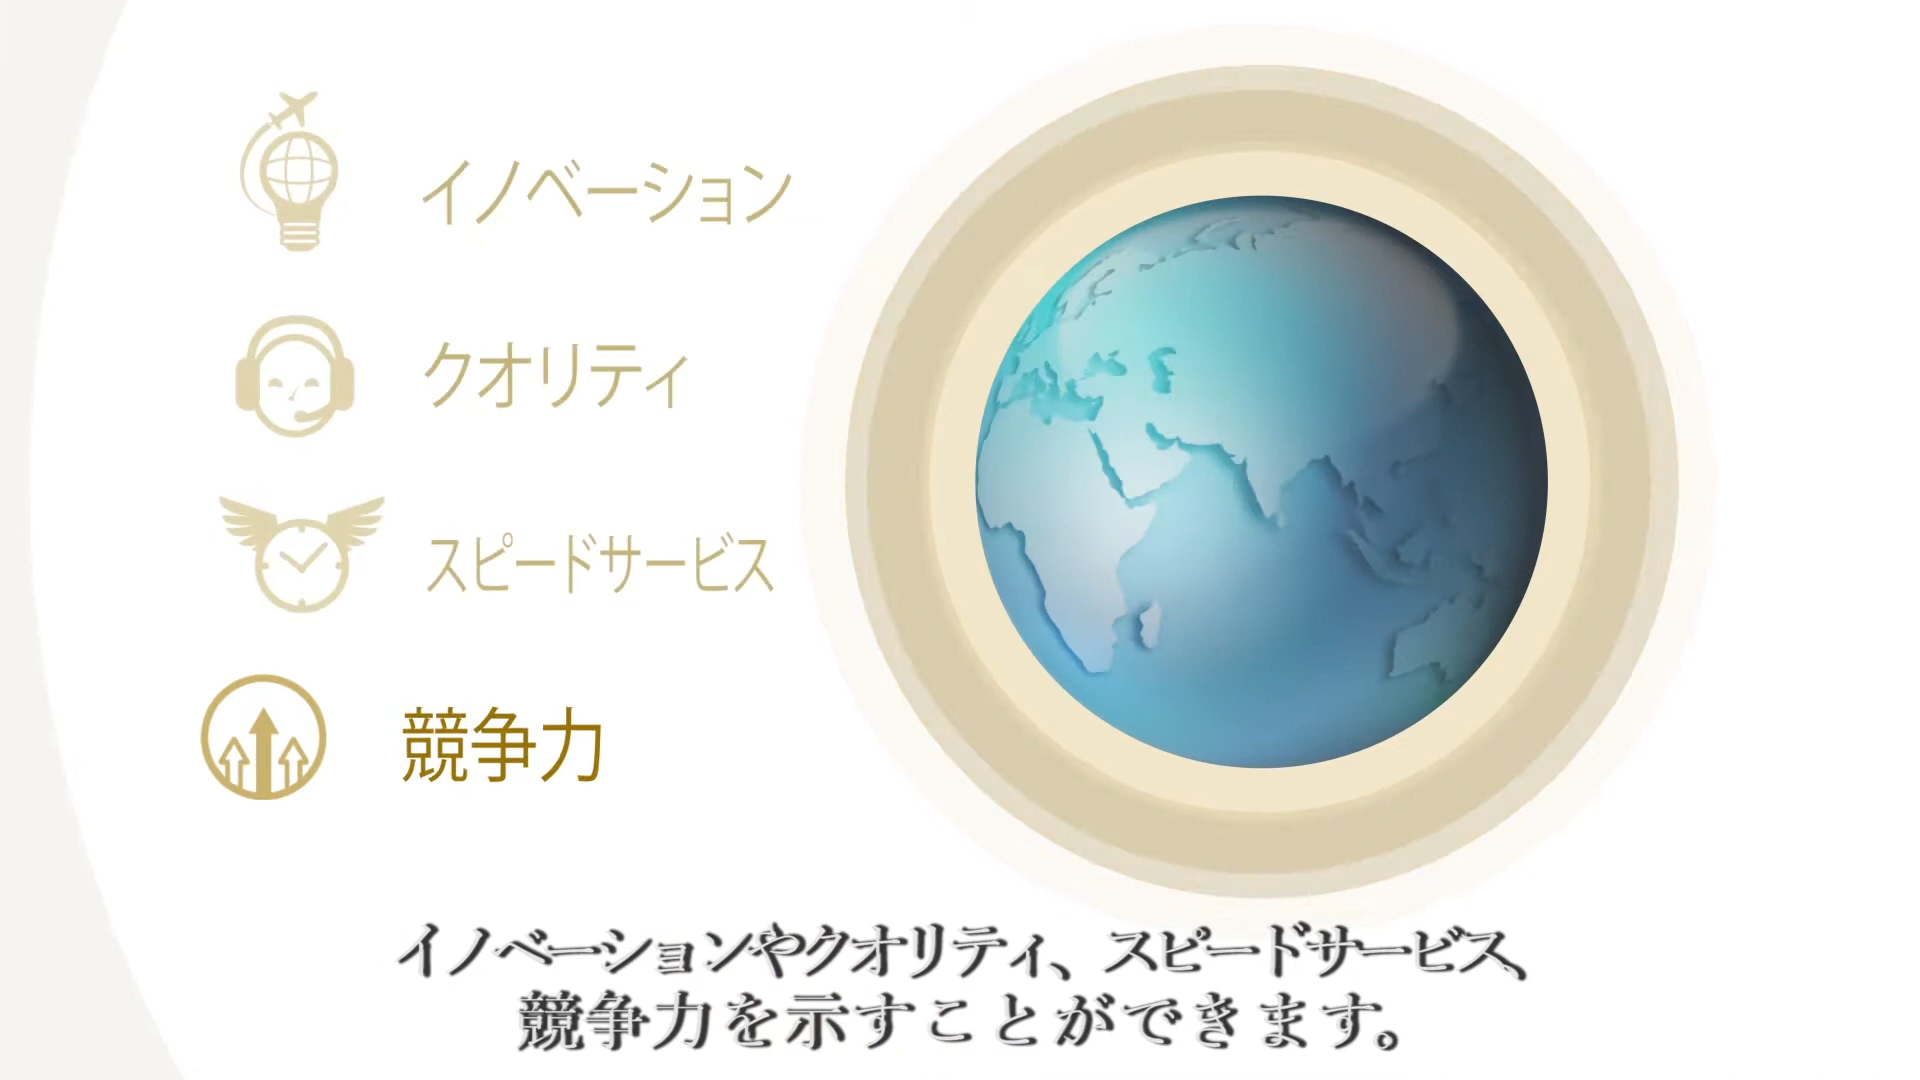 イノベーション
クオリティ
スピードサービス
競争力
イノベーションやクオリティ、スピードサービス、
競争力を示すことができます。